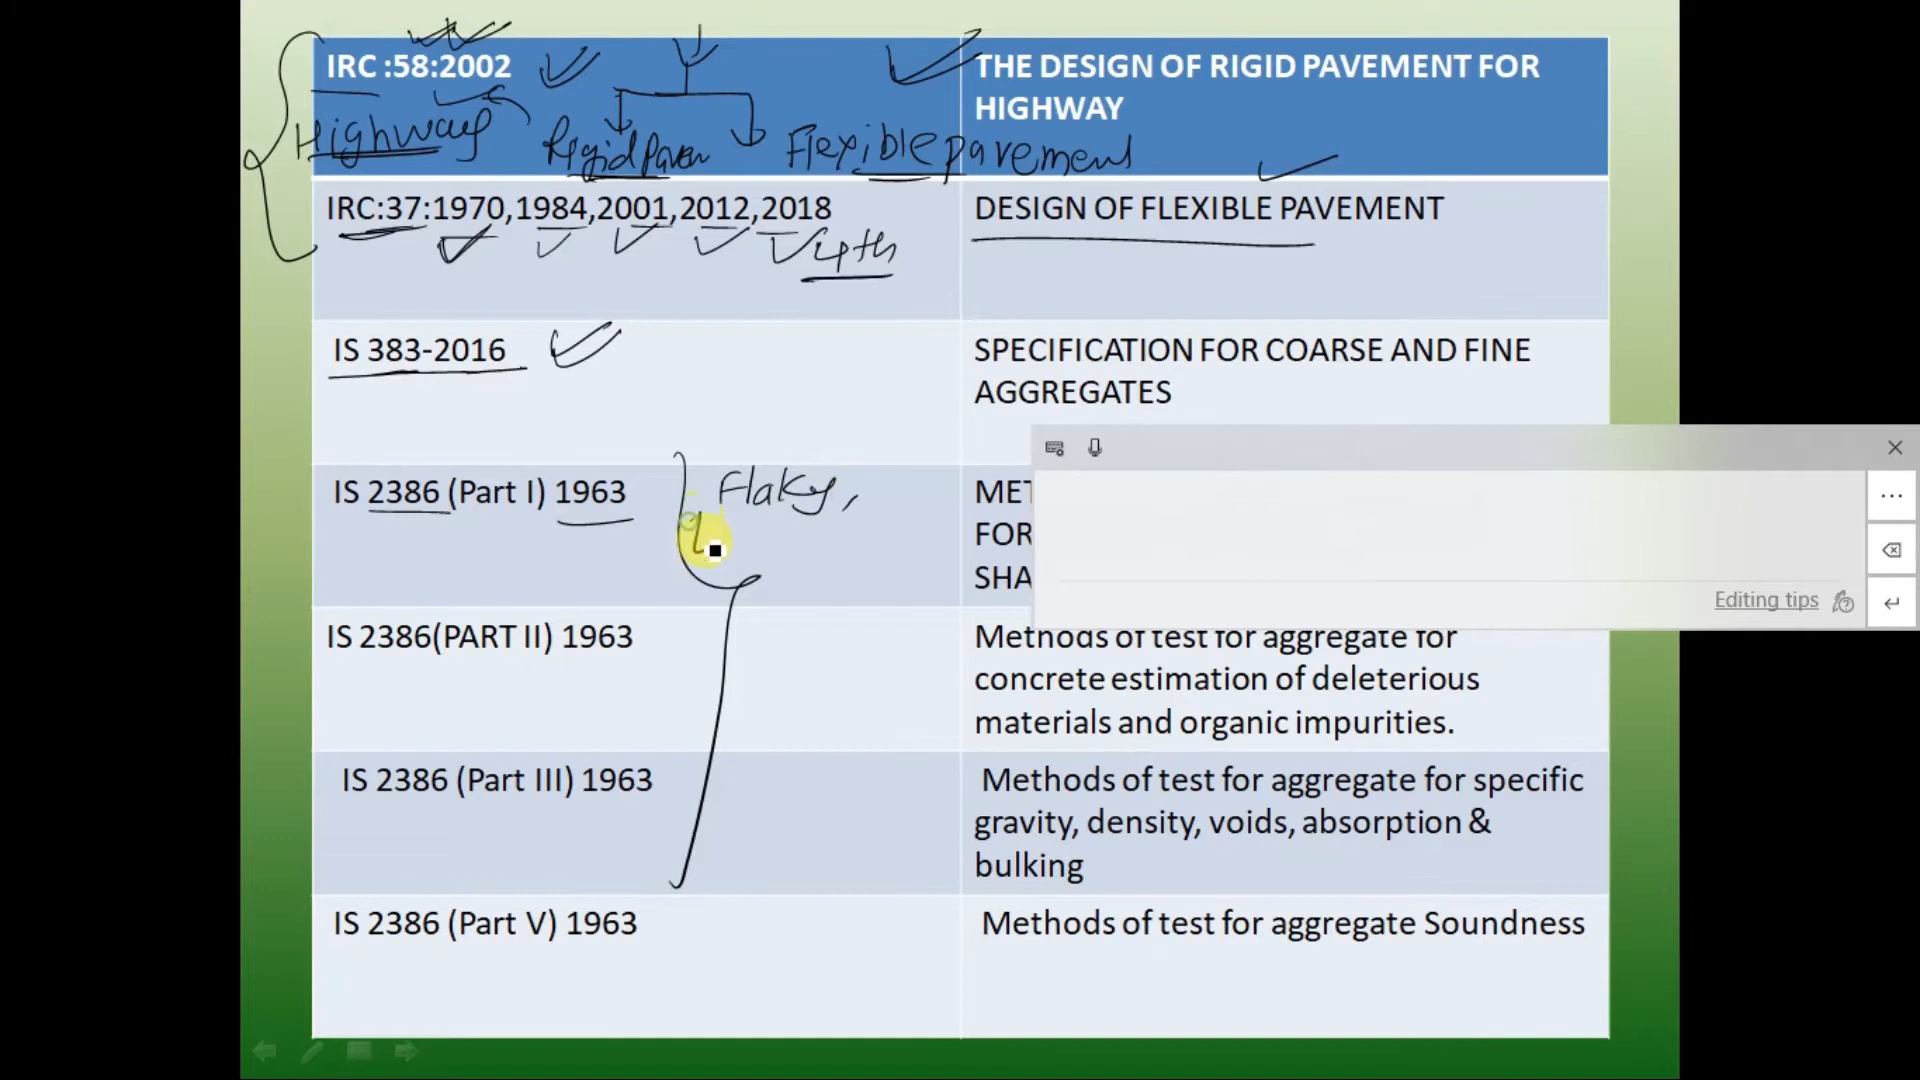 IRC :58:2002
THE DESIGN OF RIGID PAVEMENT FOR
HIGHWAY
Highway
Rigid Paven
Flexible pavement
IRC:37:1970,1984,2001,2012,2018
4th
DESIGN OF FLEXIBLE PAVEMENT
IS 383-2016
SPECIFICATION FOR COARSE AND FINE
AGGREGATES
IS 2386 (Part I) 1963
Flaky,
MET
FOR
SHA
Editing tips
IS 2386(PART II) 1963
Methods of test for aggregate for
concrete estimation of deleterious
materials and organic impurities.
IS 2386 (Part III) 1963
Methods of test for aggregate for specific
gravity, density, voids, absorption &
bulking
IS 2386 (Part V) 1963
Methods of test for aggregate Soundness